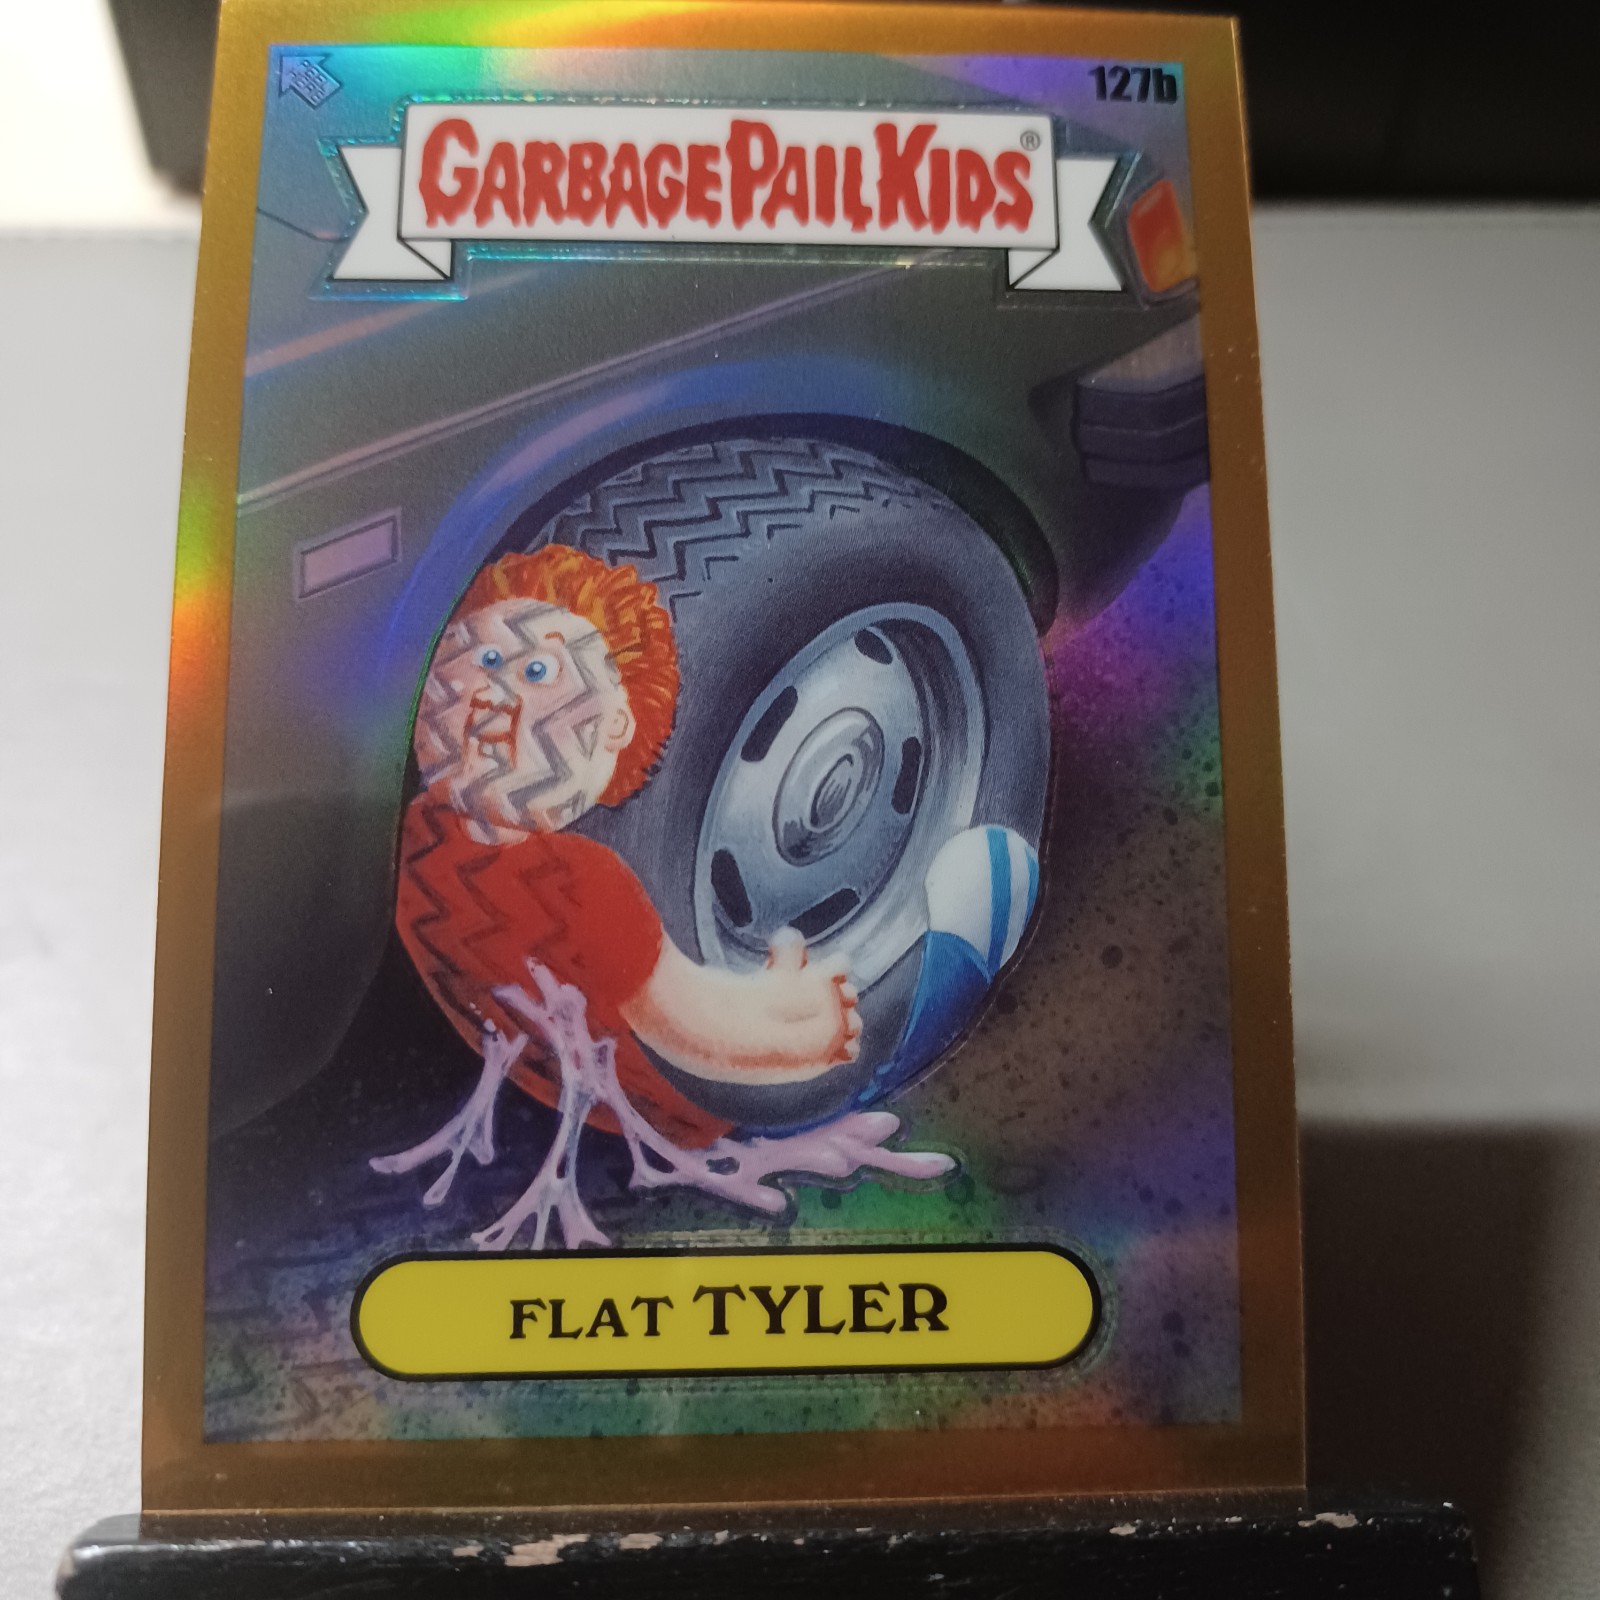 127b
GARBAGE PAIL KIDS®
FLAT TYLER